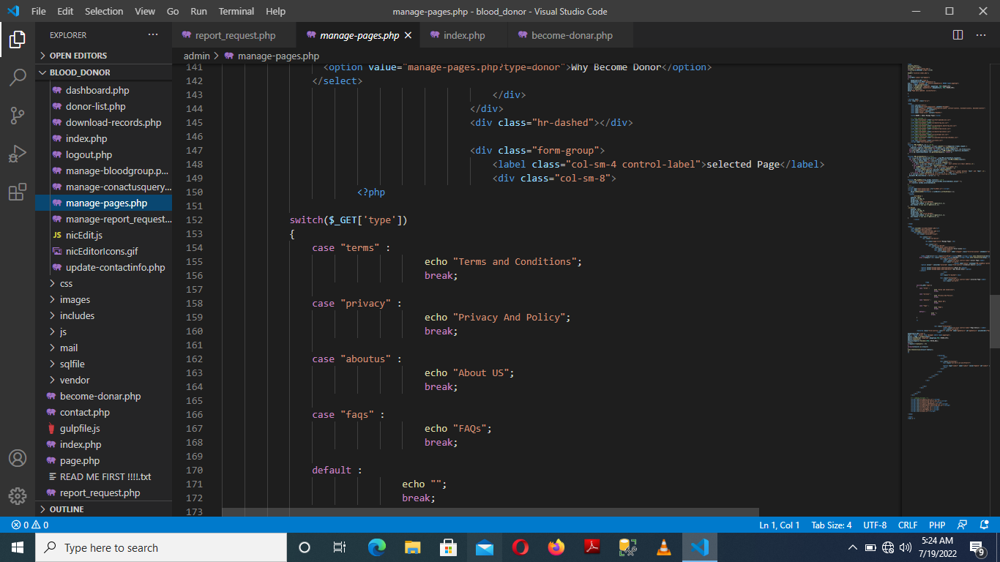 File Edit Selection View Go Run Terminal Help
manage-pages.php - blood_donor - Visual Studio Code
EXPLORER
OPEN EDITORS
BLOOD_DONOR
dashboard.php
donor-list.php
download-records.php
index.php
logout.php
manage-bloodgroup.p...
manage-conactusquery...
manage-pages.php
manage-report_request...
JS nicEdit.js
nicEditorIcons.gif
update-contactinfo.php
css
images
includes
js
mail
sqlfile
vendor
become-donar.php
contact.php
gulpfile.js
index.php
page.php
READ ME FIRST !!!!.txt
report_request.php
OUTLINE
report_request.php manage-pages.php index.php become-donar.php
admin > manage-pages.php
141 <option value="manage-pages.php?type=donor">Why Become Donor</option>
142 </select>
143 </div>
144 </div>
145 <div class="hr-dashed"></div>
146
147 <div class="form-group">
148 <label class="col-sm-4 control-label">selected Page</label>
149 <div class="col-sm-8">
150 <?php
151
152 switch($_GET['type'])
153 {
154 case "terms" :
155 echo "Terms and Conditions";
156 break;
157
158 case "privacy" :
159 echo "Privacy And Policy";
160 break;
161
162 case "aboutus" :
163 echo "About US";
164 break;
165
166 case "faqs" :
167 echo "FAQs";
168 break;
169
170 default :
171 echo "";
172 break;
173
0 0 Ln 1, Col 1 Tab Size: 4 UTF-8 CRLF PHP
Type here to search
5:24 AM
7/19/2022
9